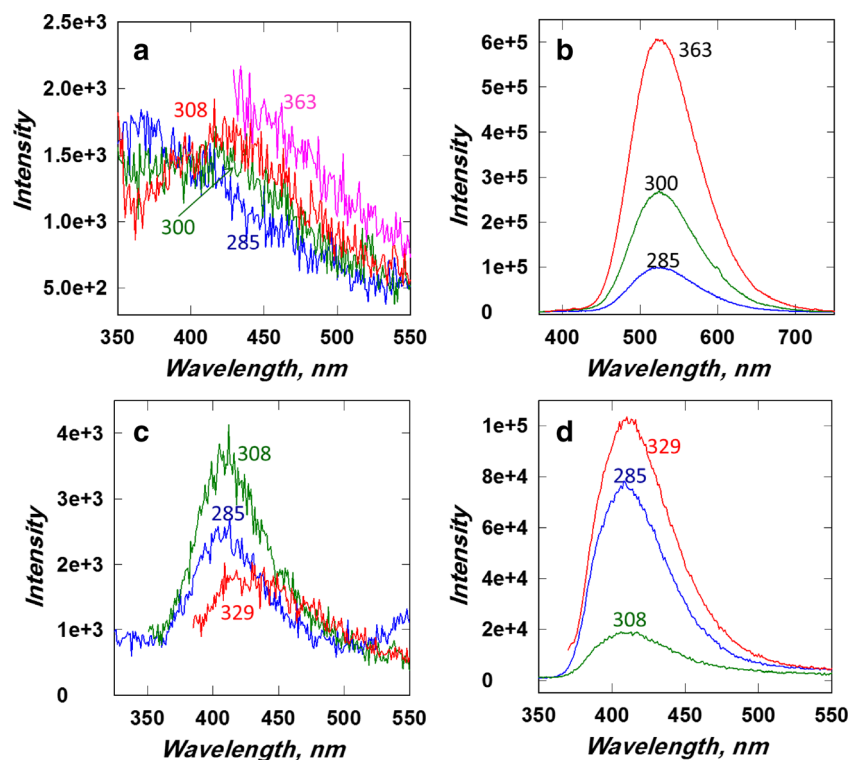 a
Intensity
2.5e+3
2.0e+3
1.5e+3
1.0e+3
5.0e+2
308
363
300
285
350 400 450 500 550
Wavelength, nm
b
Intensity
6e+5
5e+5
4e+5
3e+5
2e+5
1e+5
0
363
300
285
400 500 600 700
Wavelength, nm
c
Intensity
4e+3
3e+3
2e+3
1e+3
0
308
285
329
350 400 450 500 550
Wavelength, nm
d
Intensity
1e+5
8e+4
6e+4
4e+4
2e+4
0
329
285
308
350 400 450 500 550
Wavelength, nm